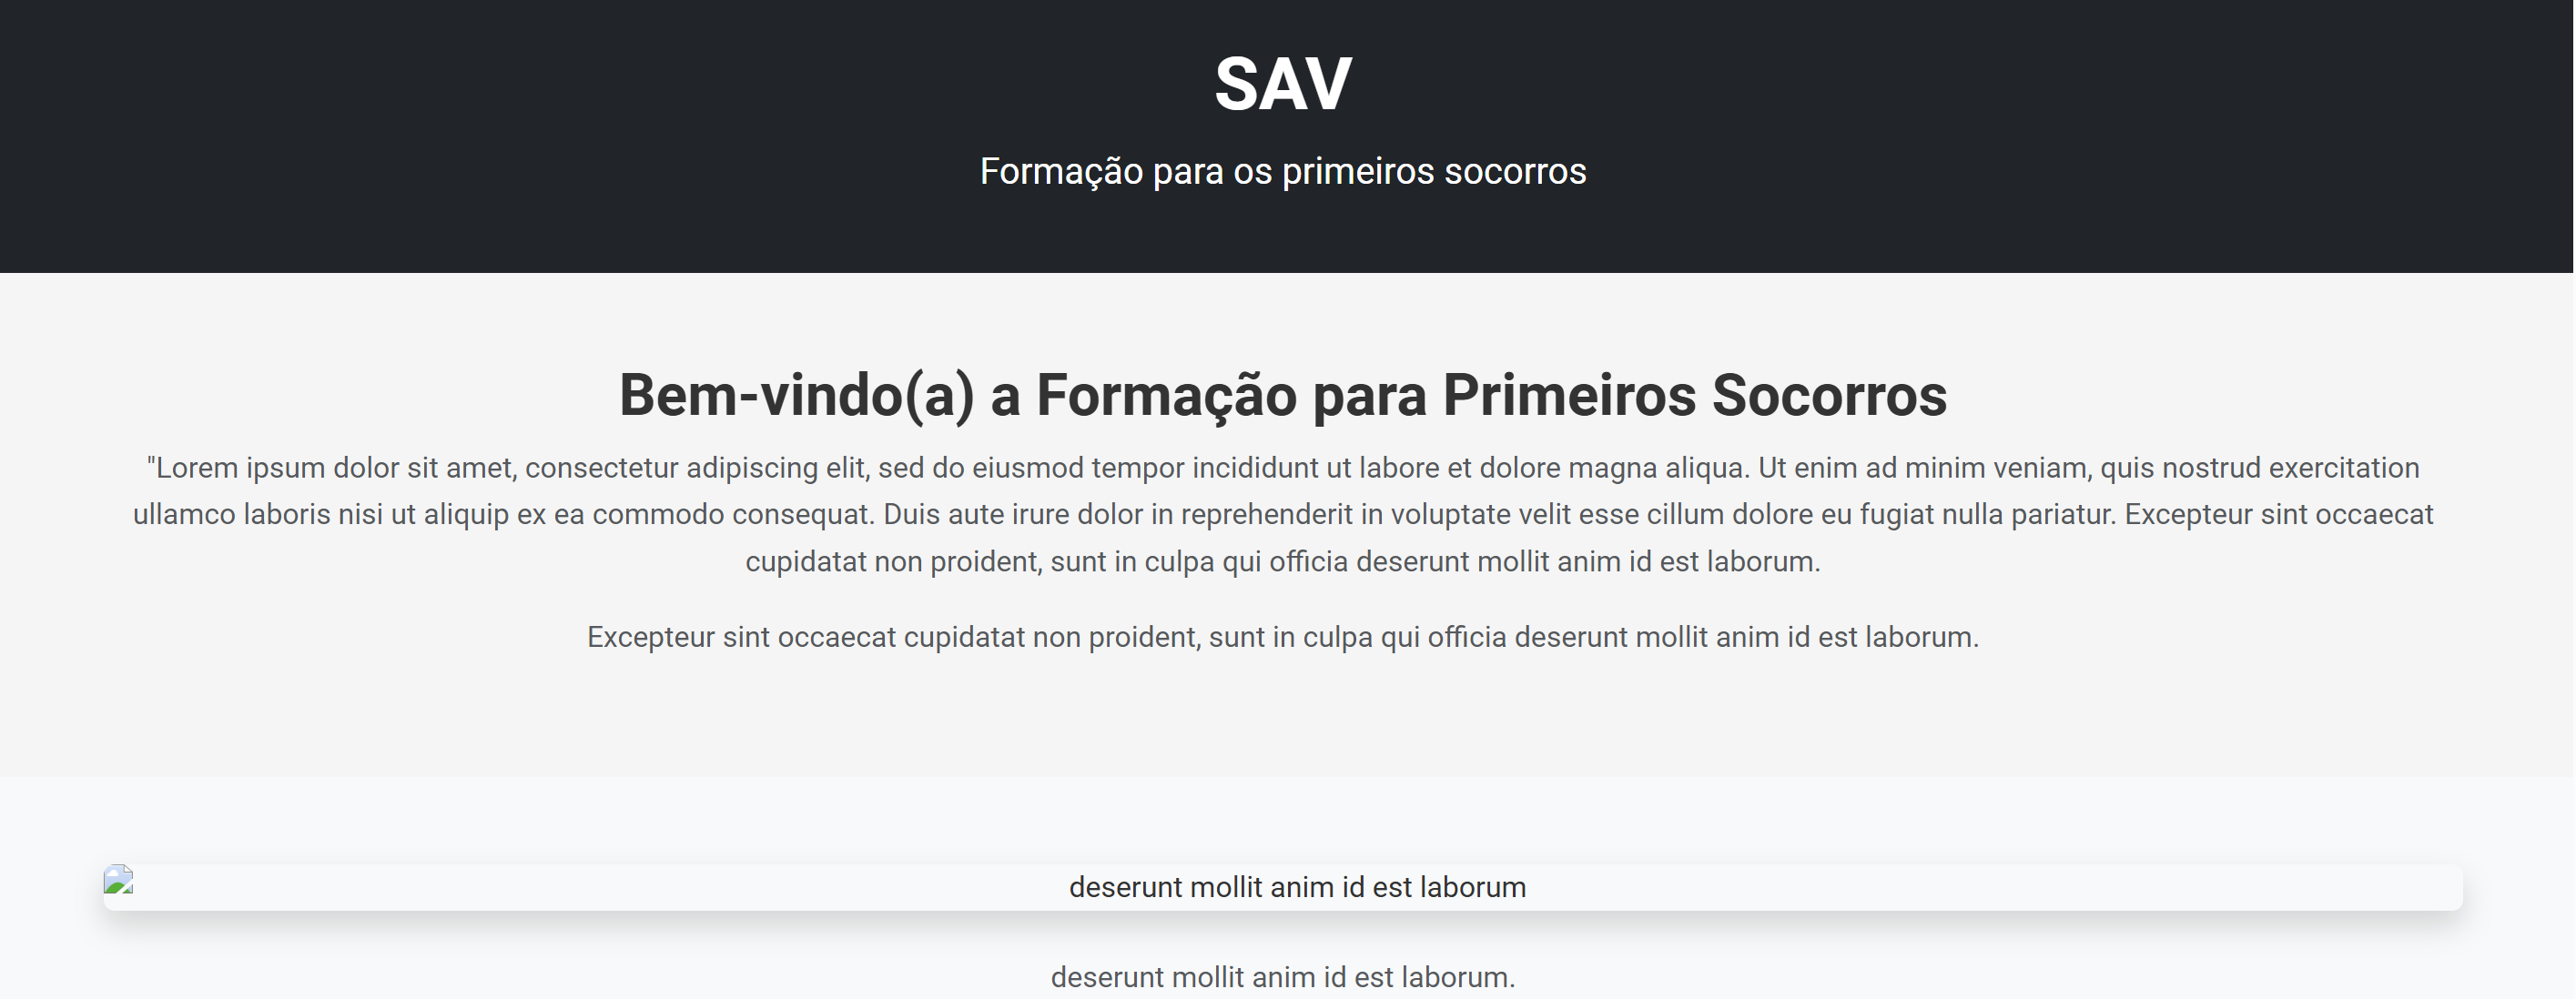 SAV
Formação para os primeiros socorros
Bem-vindo(a) a Formação para Primeiros Socorros
"Lorem ipsum dolor sit amet, consectetur adipiscing elit, sed do eiusmod tempor incididunt ut labore et dolore magna aliqua. Ut enim ad minim veniam, quis nostrud exercitation
ullamco laboris nisi ut aliquip ex ea commodo consequat. Duis aute irure dolor in reprehenderit in voluptate velit esse cillum dolore eu fugiat nulla pariatur. Excepteur sint occaecat
cupidatat non proident, sunt in culpa qui officia deserunt mollit anim id est laborum.
Excepteur sint occaecat cupidatat non proident, sunt in culpa qui officia deserunt mollit anim id est laborum.
deserunt mollit anim id est laborum
deserunt mollit anim id est laborum.